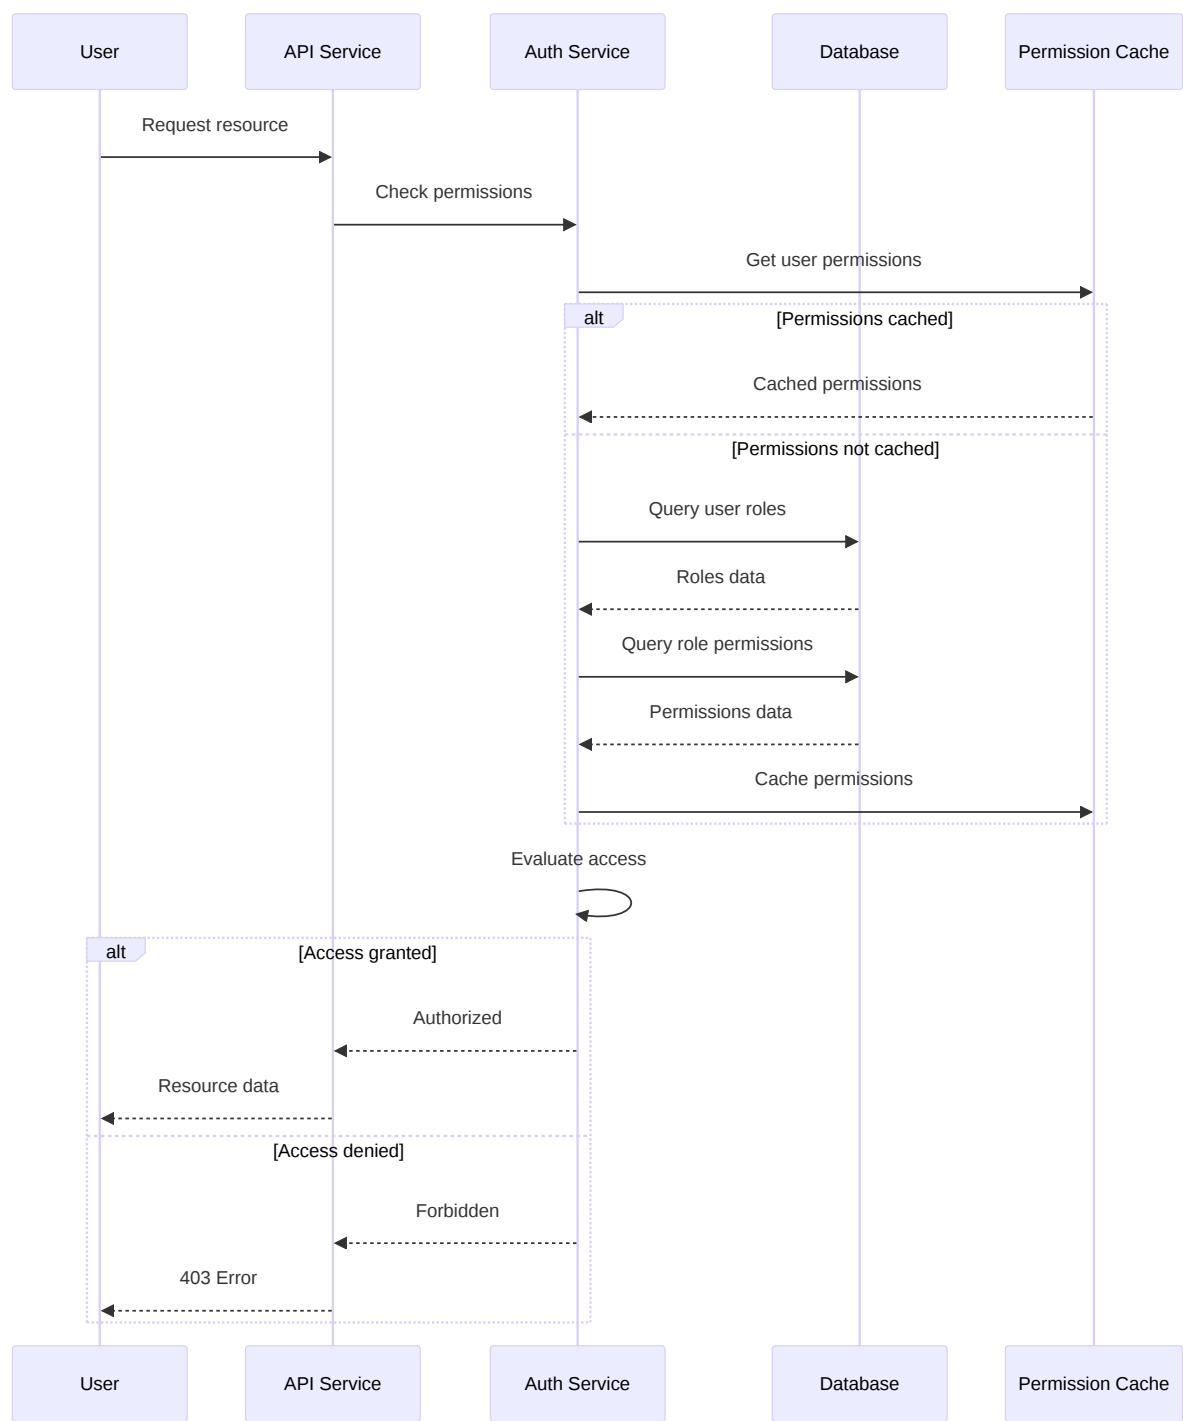 User
API Service
Auth Service
Database
Permission Cache
Request resource
Check permissions
Get user permissions
alt
[Permissions cached]
Cached permissions
[Permissions not cached]
Query user roles
Roles data
Query role permissions
Permissions data
Cache permissions
Evaluate access
alt
[Access granted]
Authorized
Resource data
[Access denied]
Forbidden
403 Error
User
API Service
Auth Service
Database
Permission Cache